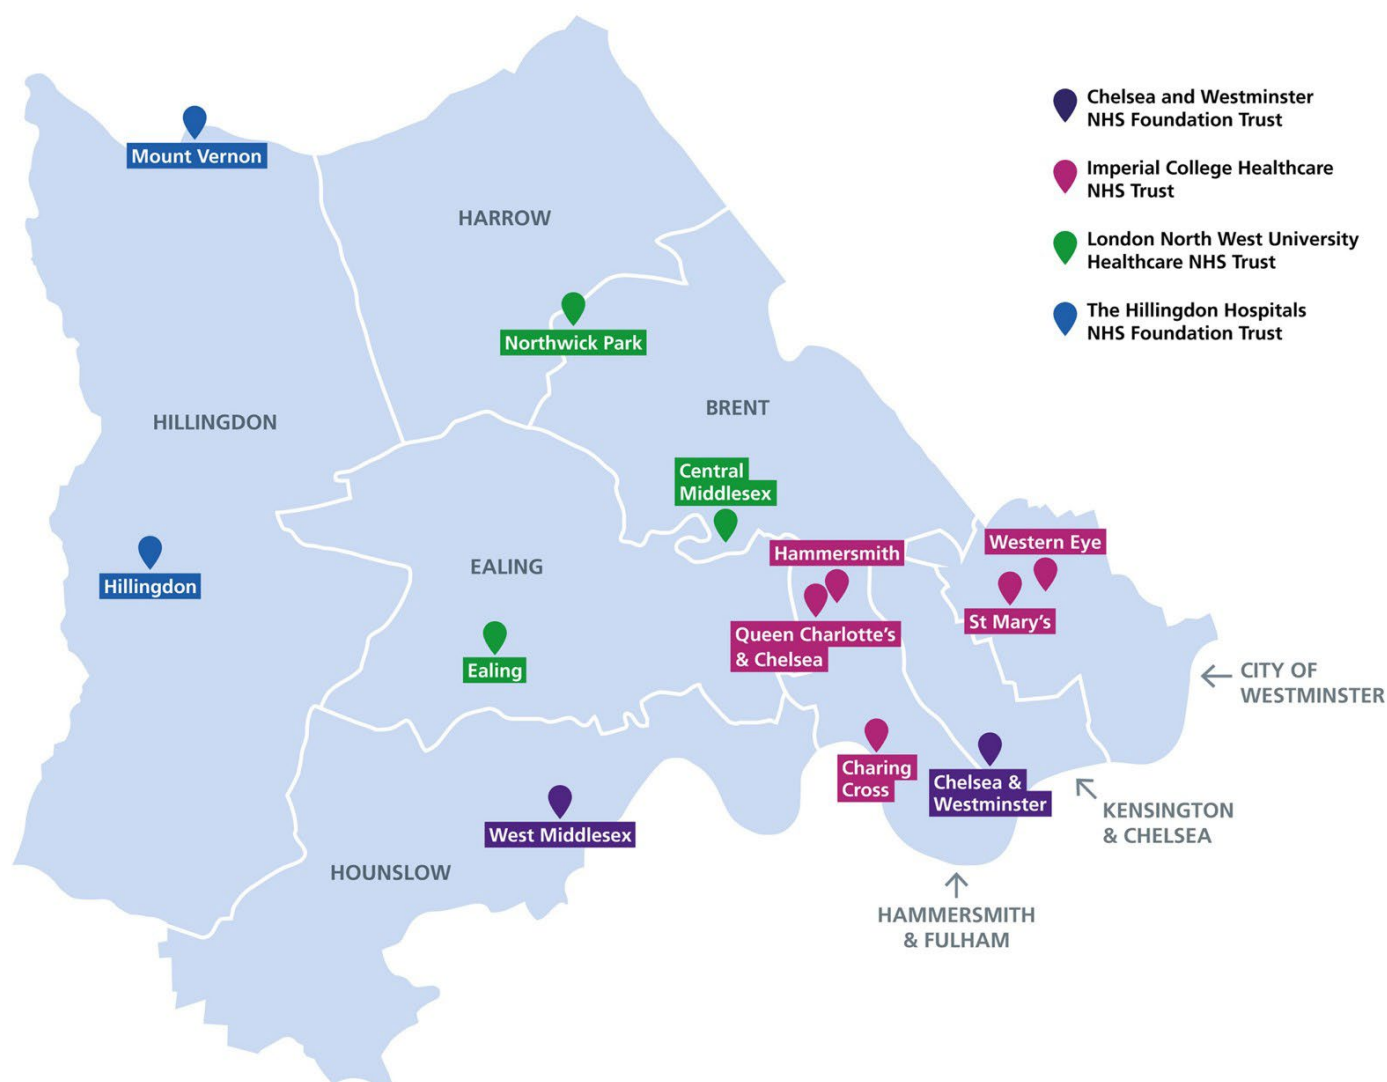 Chelsea and Westminster
NHS Foundation Trust
Imperial College Healthcare
NHS Trust
London North West University
Healthcare NHS Trust
The Hillingdon Hospitals
NHS Foundation Trust
Mount Vernon
HARROW
Northwick Park
HILLINGDON
BRENT
Central
Middlesex
Hillingdon
EALING
Ealing
Hammersmith
Queen Charlotte’s
& Chelsea
Western Eye
St Mary’s
CITY OF
WESTMINSTER
Charing
Cross
Chelsea &
Westminster
KENSINGTON
& CHELSEA
West Middlesex
HOUNSLOW
HAMMERSMITH
& FULHAM